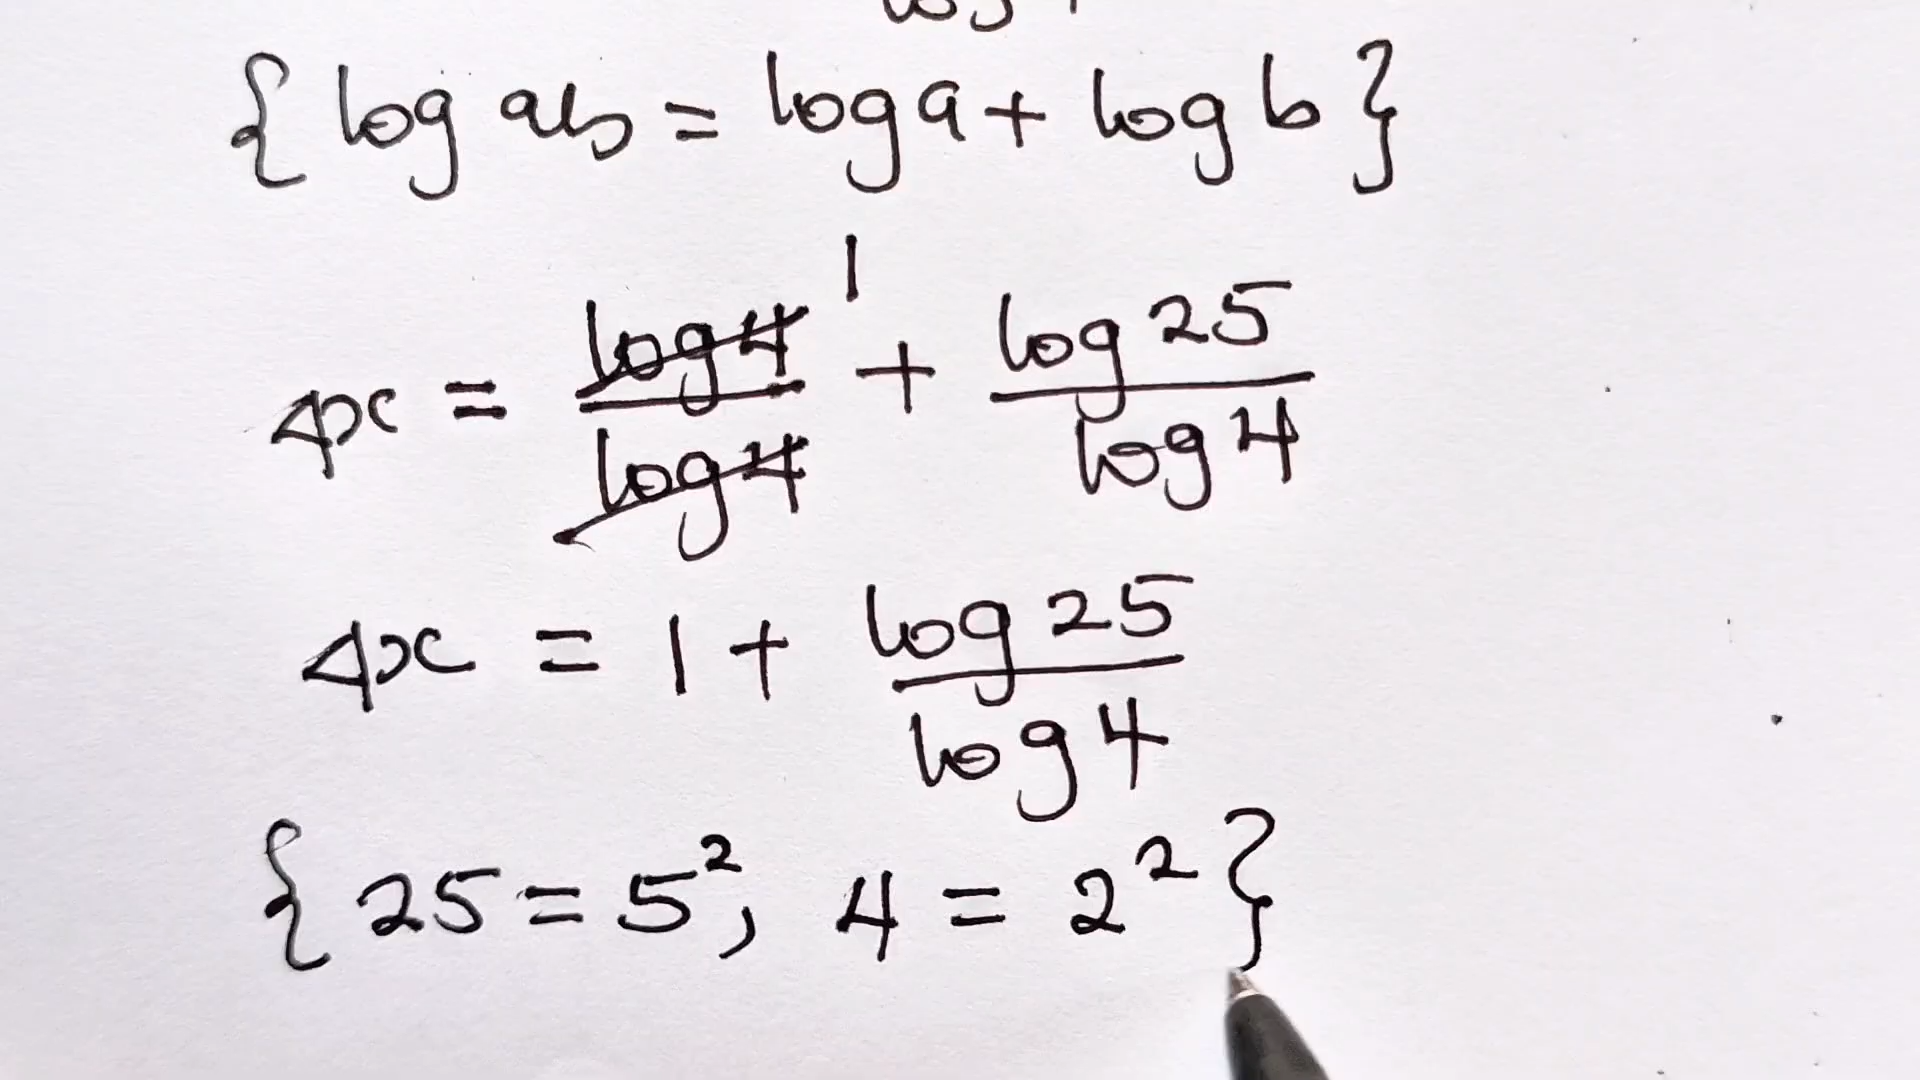 {log ab = log a + log b}
4x = log 4 / log 4 1 + log 25 / log 4
4x = 1 + log 25 / log 4
{25 = 5², 4 = 2²}